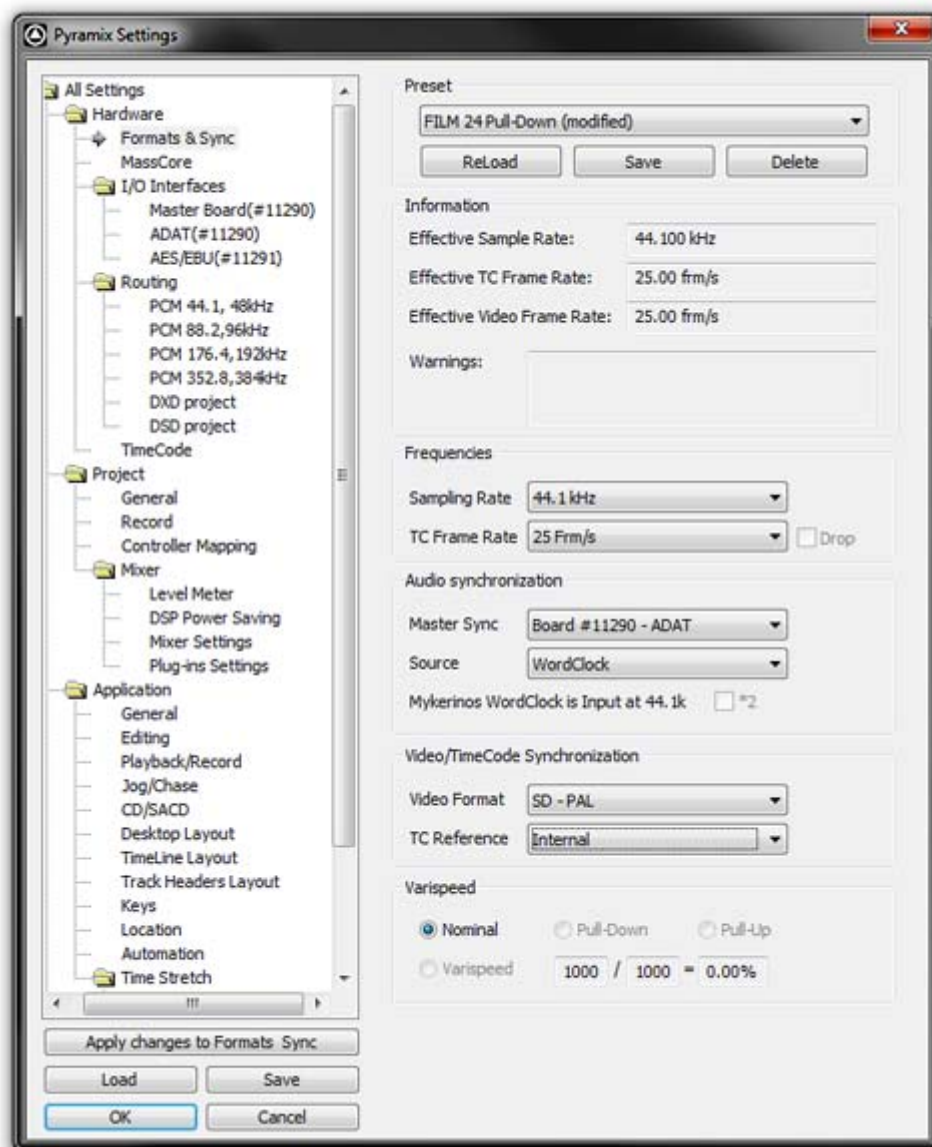 Pyramix Settings
All Settings
Hardware
Formats & Sync
MassCore
I/O Interfaces
Master Board(#11290)
ADAT(#11290)
AES/EBU(#11291)
Routing
PCM 44.1, 48kHz
PCM 88.2,96kHz
PCM 176.4,192kHz
PCM 352.8,384kHz
DXD project
DSD project
TimeCode
Project
General
Record
Controller Mapping
Mixer
Level Meter
DSP Power Saving
Mixer Settings
Plug-ins Settings
Application
General
Editing
Playback/Record
Jog/Chase
CD/SACD
Desktop Layout
TimeLine Layout
Track Headers Layout
Keys
Location
Automation
Time Stretch
Apply changes to Formats Sync
Load Save
OK Cancel
Preset
FILM 24 Pull-Down (modified)
ReLoad Save Delete
Information
Effective Sample Rate: 44.100 kHz
Effective TC Frame Rate: 25.00 frm/s
Effective Video Frame Rate: 25.00 frm/s
Warnings:
Frequencies
Sampling Rate 44.1 kHz
TC Frame Rate 25 Frm/s Drop
Audio synchronization
Master Sync Board #11290 - ADAT
Source WordClock
Mykerinos WordClock is Input at 44.1k *2
Video/TimeCode Synchronization
Video Format SD - PAL
TC Reference Internal
Varispeed
Nominal Pull-Down Pull-Up
Varispeed 1000 / 1000 = 0.00%